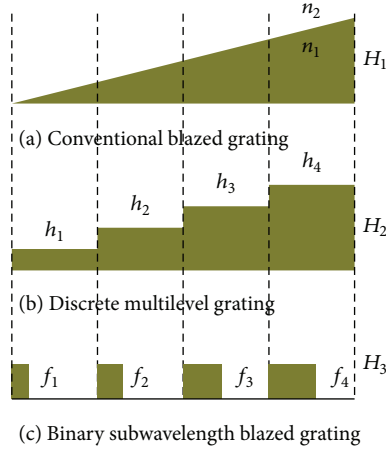 n2
n1
H1
(a) Conventional blazed grating
h1
h2
h3
h4
H2
(b) Discrete multilevel grating
f1
f2
f3
f4
H3
(c) Binary subwavelength blazed grating